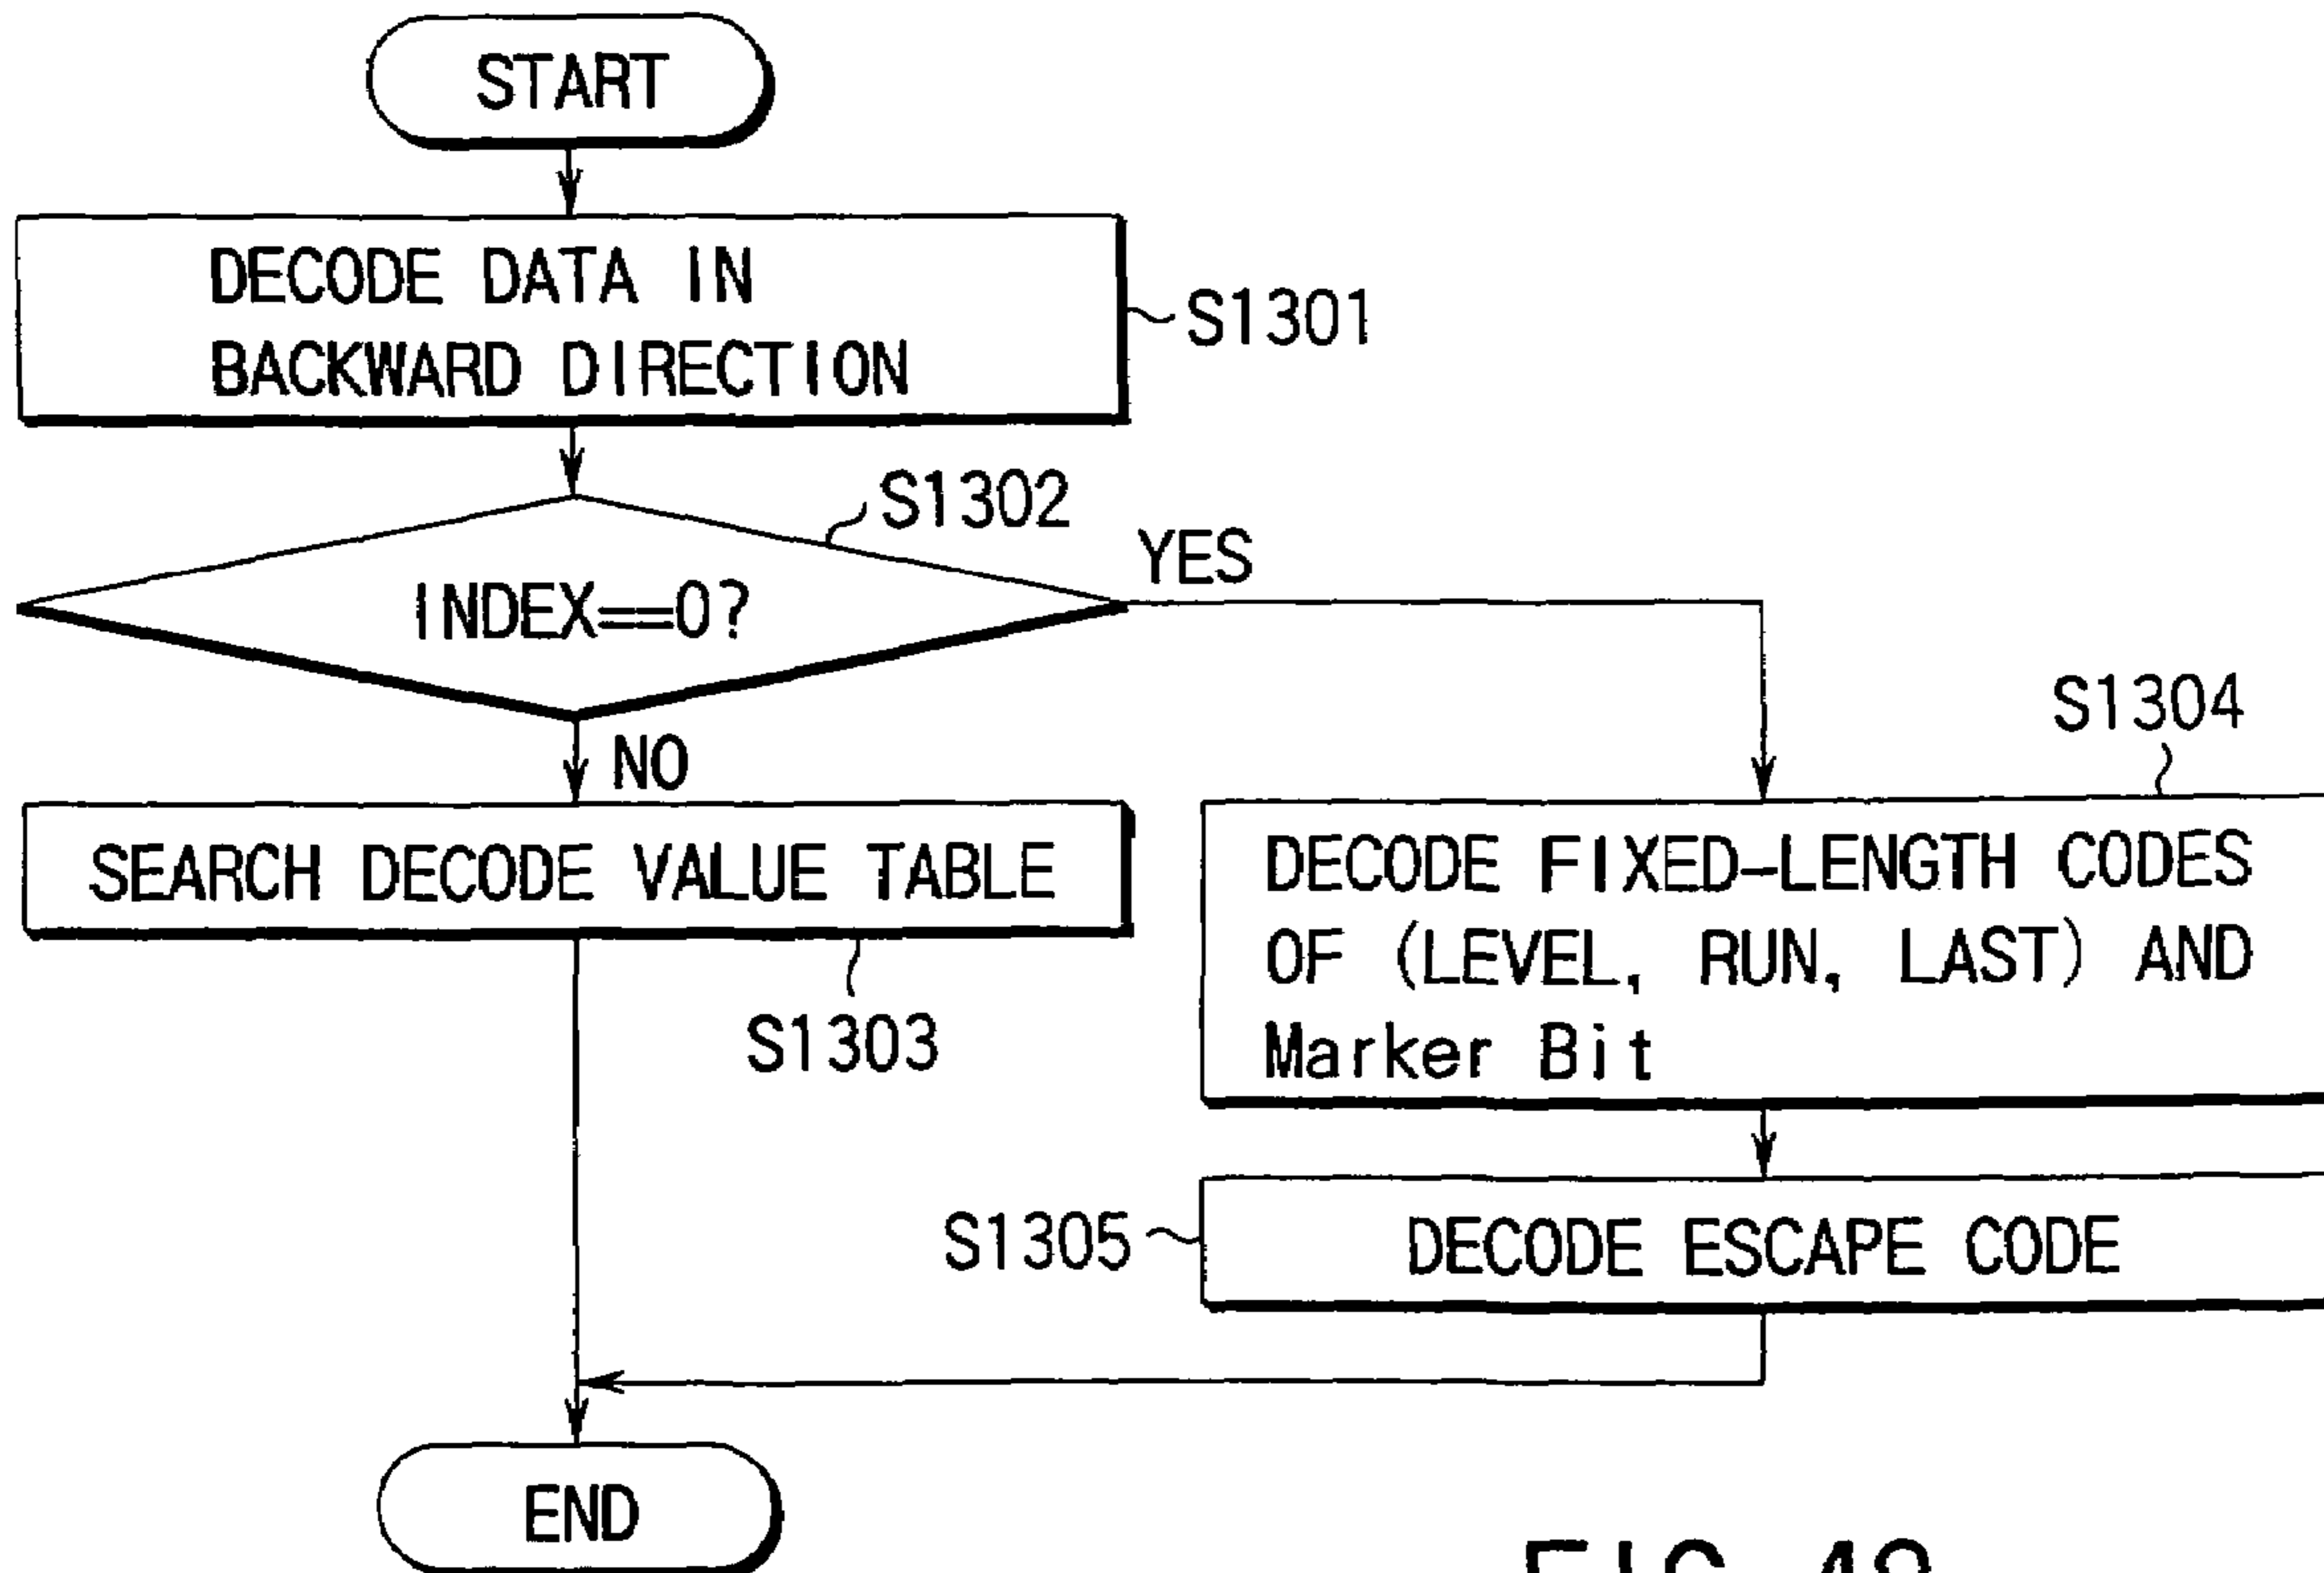 START
DECODE DATA IN
BACKWARD DIRECTION
S1301
S1302
INDEX==0?
YES
NO
SEARCH DECODE VALUE TABLE
S1303
S1304
DECODE FIXED-LENGTH CODES
OF (LEVEL, RUN, LAST) AND
Marker Bit
S1305
DECODE ESCAPE CODE
END